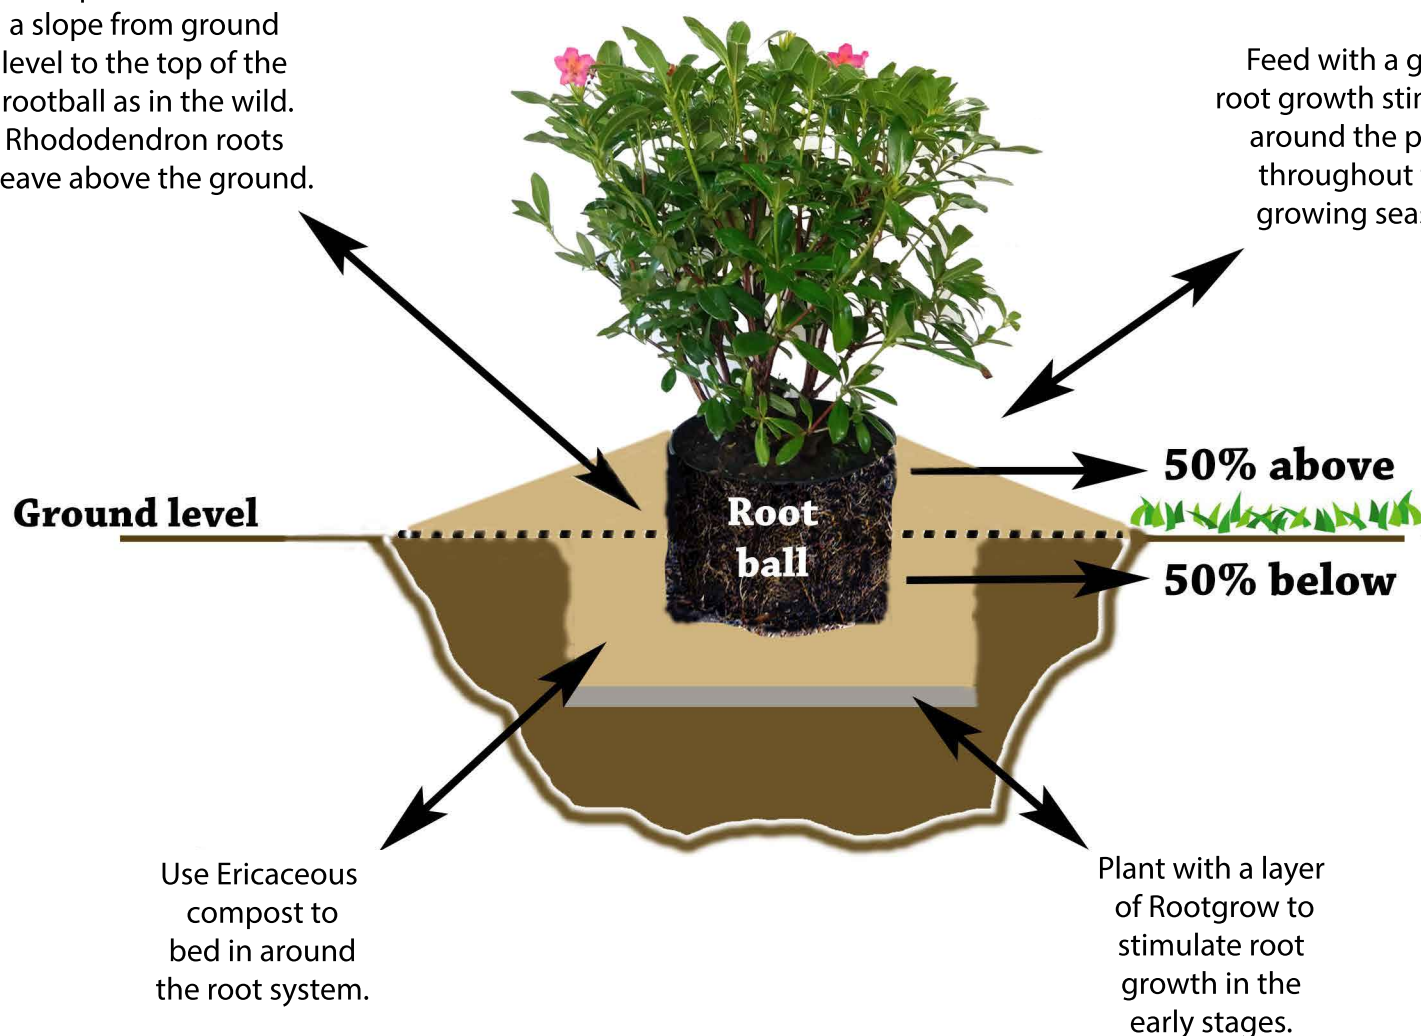 a slope from ground
level to the top of the
rootball as in the wild.
Rhododendron roots
eave above the ground.
Feed with a g
root growth stim
around the p
throughout
growing seas
50% above
Ground level
Root
ball
50% below
Use Ericaceous
compost to
bed in around
the root system.
Plant with a layer
of Rootgrow to
stimulate root
growth in the
early stages.